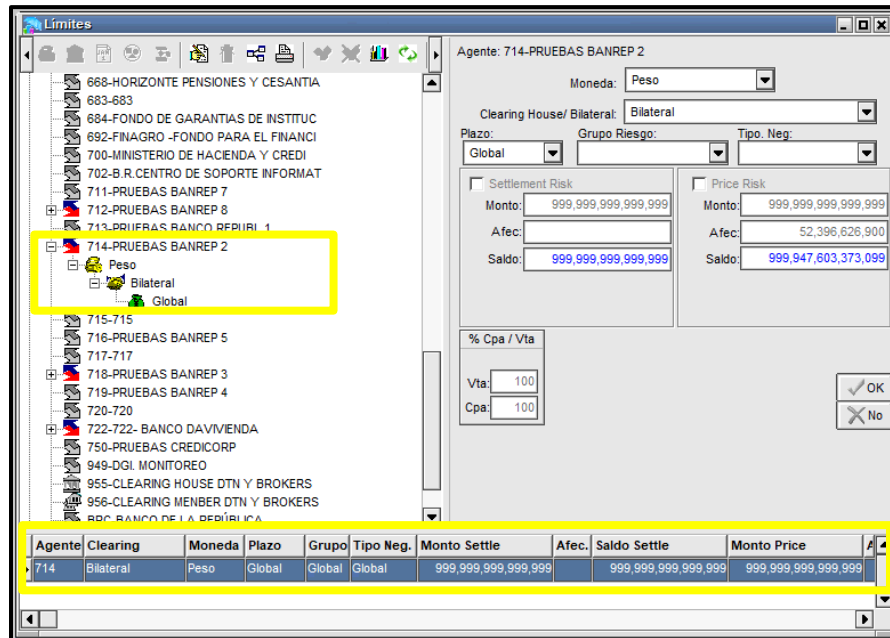 Límites
668-HORIZONTE PENSIONES Y CESANTIA
683-683
684-FONDO DE GARANTIAS DE INSTITUC
692-FINAGRO -FONDO PARA EL FINANCI
700-MINISTERIO DE HACIENDA Y CREDI
702-B.R.CENTRO DE SOPORTE INFORMAT
711-PRUEBAS BANREP 7
712-PRUEBAS BANREP 8
713-PRUEBAS BANCO REPUBL 1
714-PRUEBAS BANREP 2
Peso
Bilateral
Global
715-715
716-PRUEBAS BANREP 5
717-717
718-PRUEBAS BANREP 3
719-PRUEBAS BANREP 4
720-720
722-722- BANCO DAVIVIENDA
750-PRUEBAS CREDICORP
949-DGI. MONITOREO
955-CLEARING HOUSE DTN Y BROKERS
956-CLEARING MENBER DTN Y BROKERS
BRC-BANCO DE LA REPÚBLICA
Agente: 714-PRUEBAS BANREP 2
Moneda: Peso
Clearing House/ Bilateral: Bilateral
Plazo: Grupo Riesgo: Tipo. Neg:
Global
Settlement Risk Price Risk
Monto: 999,999,999,999,999 Monto: 999,999,999,999,999
Afec: Afec: 52,396,626,900
Saldo: 999,999,999,999,999 Saldo: 999,947,603,373,099
% Cpa / Vta
Vta: 100
Cpa: 100
OK
No
Agente Clearing Moneda Plazo Grupo Tipo Neg. Monto Settle Afec. Saldo Settle Monto Price
714 Bilateral Peso Global Global Global 999,999,999,999,999 999,999,999,999,999 999,999,999,999,999